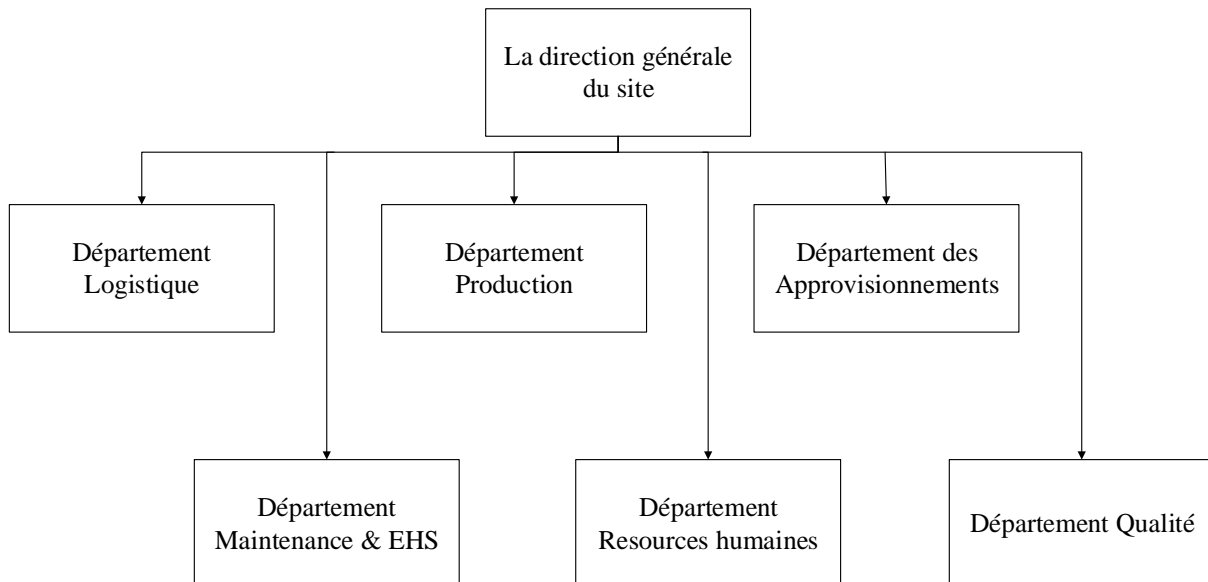 La direction générale
du site
Département
Logistique
Département
Production
Département des
Approvisionnements
Département
Maintenance & EHS
Département
Resources humaines
Département Qualité